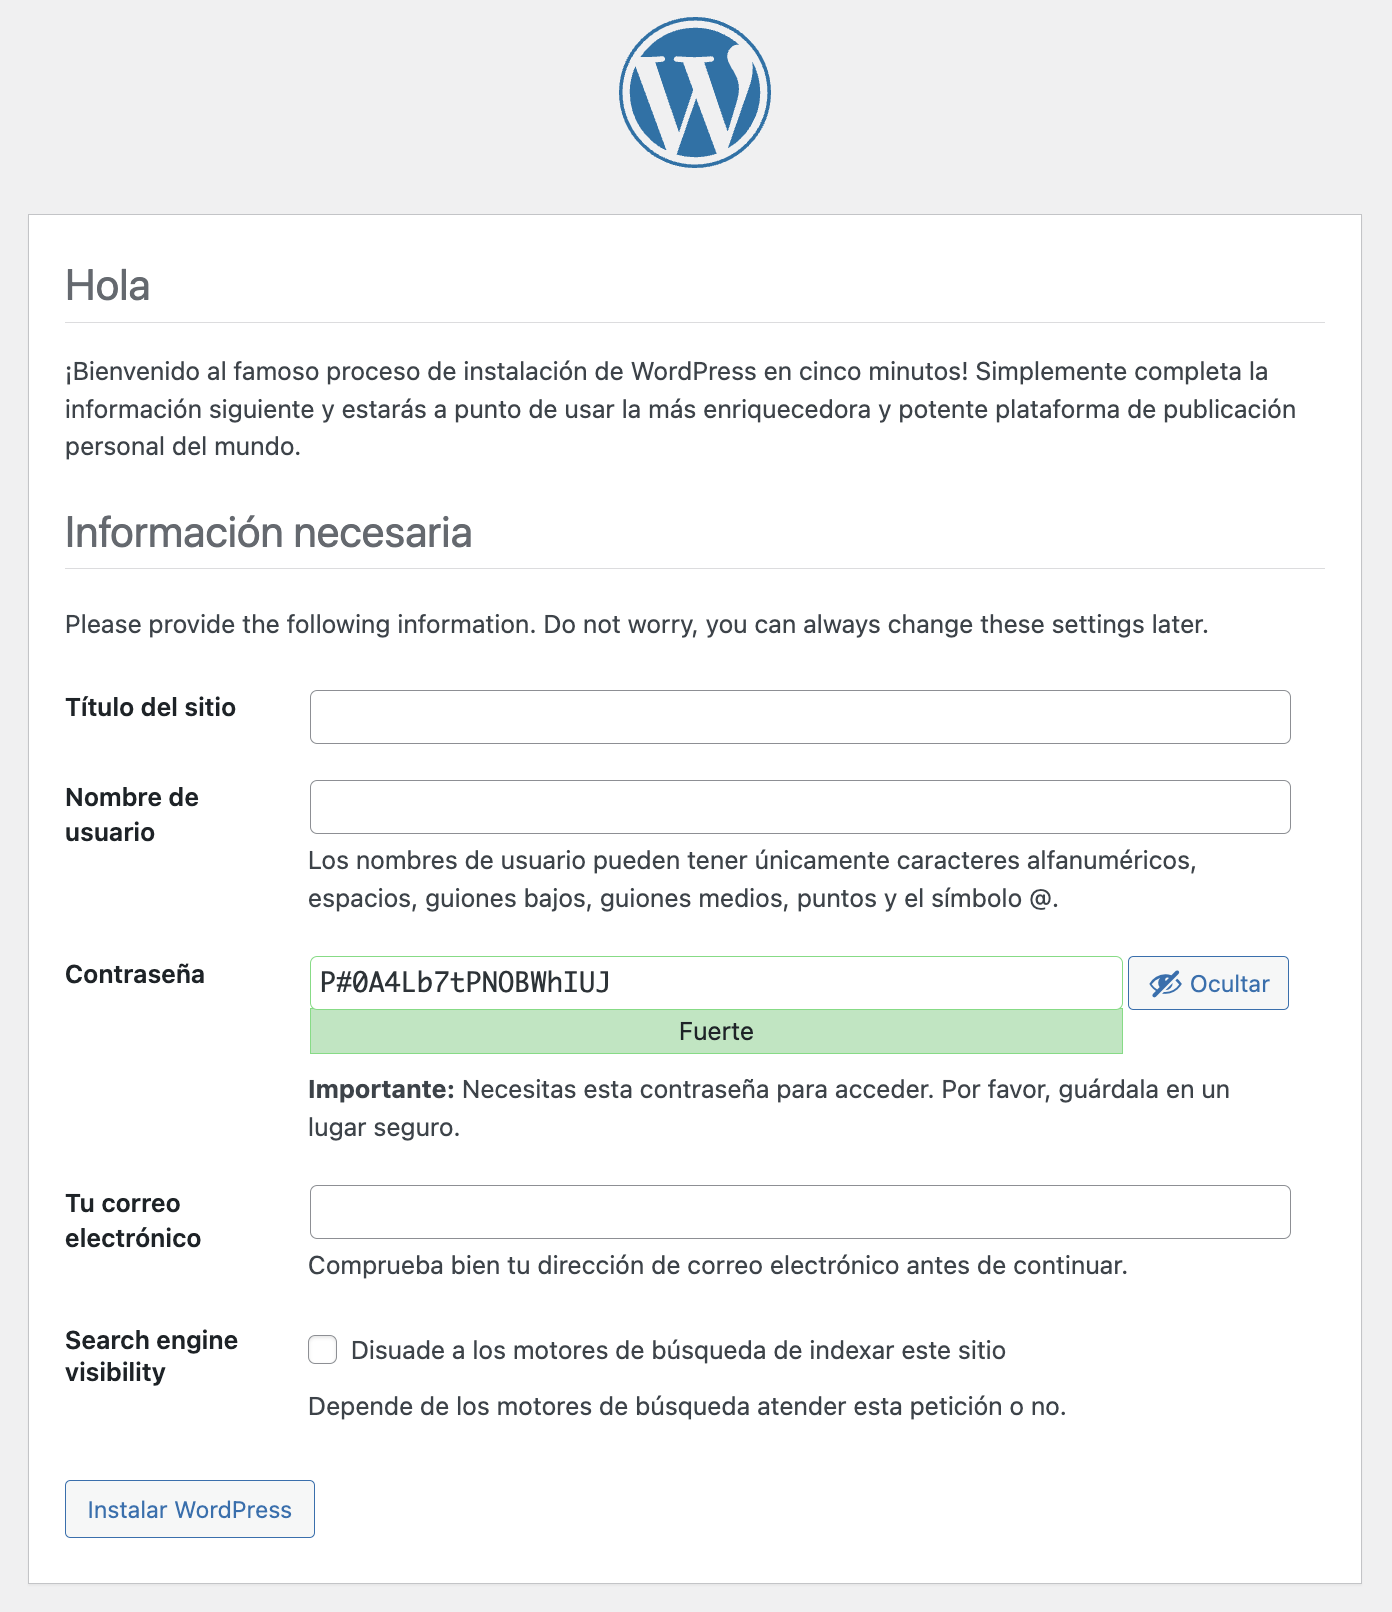 Hola
¡Bienvenido al famoso proceso de instalación de WordPress en cinco minutos! Simplemente completa la
información siguiente y estarás a punto de usar la más enriquecedora y potente plataforma de publicación
personal del mundo.
Información necesaria
Please provide the following information. Do not worry, you can always change these settings later.
Título del sitio
Nombre de
usuario
Los nombres de usuario pueden tener únicamente caracteres alfanuméricos,
espacios, guiones bajos, guiones medios, puntos y el símbolo @.
Contraseña
P#0A4Lb7tPNOBWhIUJ
Ocultar
Fuerte
Importante: Necesitas esta contraseña para acceder. Por favor, guárdala en un
lugar seguro.
Tu correo
electrónico
Comprueba bien tu dirección de correo electrónico antes de continuar.
Search engine
visibility
Disuade a los motores de búsqueda de indexar este sitio
Depende de los motores de búsqueda atender esta petición o no.
Instalar WordPress